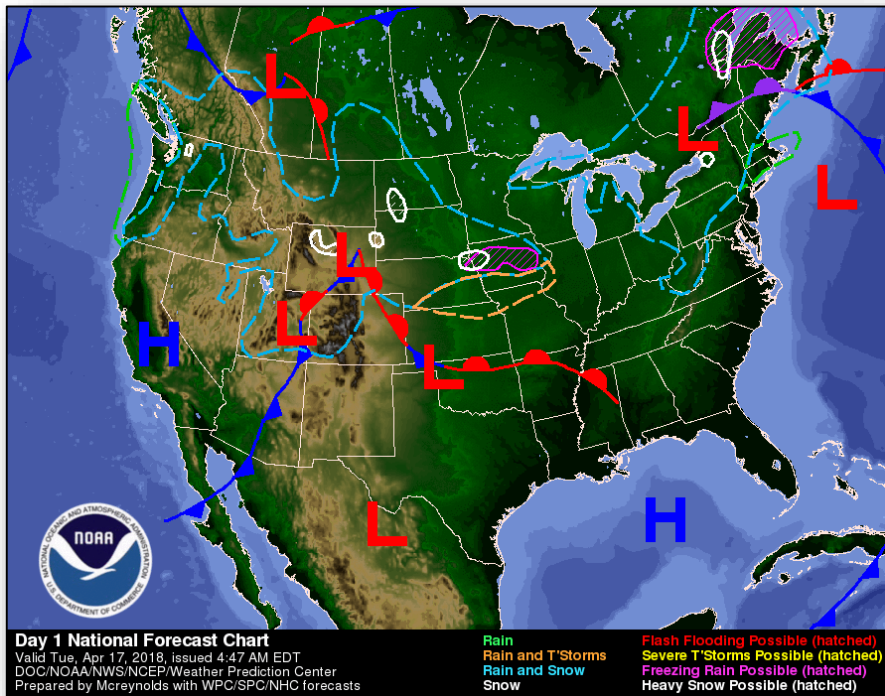 L
L
L
L
H
L
L
L
H
NATIONAL OCEANIC AND ATMOSPHERIC ADMINISTRATION
NOAA
U.S. DEPARTMENT OF COMMERCE
Day 1 National Forecast Chart
Valid Tue, Apr 17, 2018, issued 4:47 AM EDT
DOC/NOAA/NWS/NCEP/Weather Prediction Center
Prepared by Mcreynolds with WPC/SPC/NHC forecasts
Rain
Rain and T'Storms
Rain and Snow
Snow
Flash Flooding Possible (hatched)
Severe T'Storms Possible (hatched)
Freezing Rain Possible (hatched)
Heavy Snow Possible (hatched)